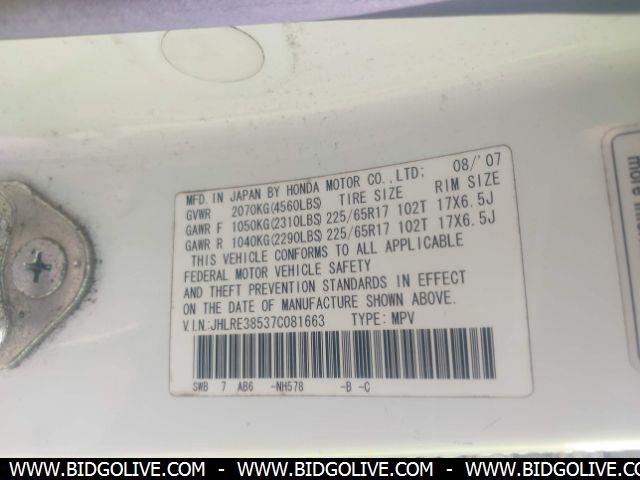 MFD. IN JAPAN BY HONDA MOTOR CO.,LTD: 08/'07
GVWR 2070KG(4560LBS) TIRE SIZE RIM SIZE
GAWR F 1050KG(2310LBS) 225/65R17 102T 17X6.5J
GAWR R 1040KG(2290LBS) 225/65R17 102T 17X6.5J
THIS VEHICLE CONFORMS TO ALL APPLICABLE
FEDERAL MOTOR VEHICLE SAFETY
AND THEFT PREVENTION STANDARDS IN EFFECT
ON THE DATE OF MANUFACTURE SHOWN ABOVE.
V.I.N:JHLRE38537C081663 TYPE: MPV
SWB 7 AB6 -NH578 -B -C
more
WWW.BIDGOLIVE.COM - WWW.BIDGOLIVE.COM - WWW.BIDGOLIVE.COM